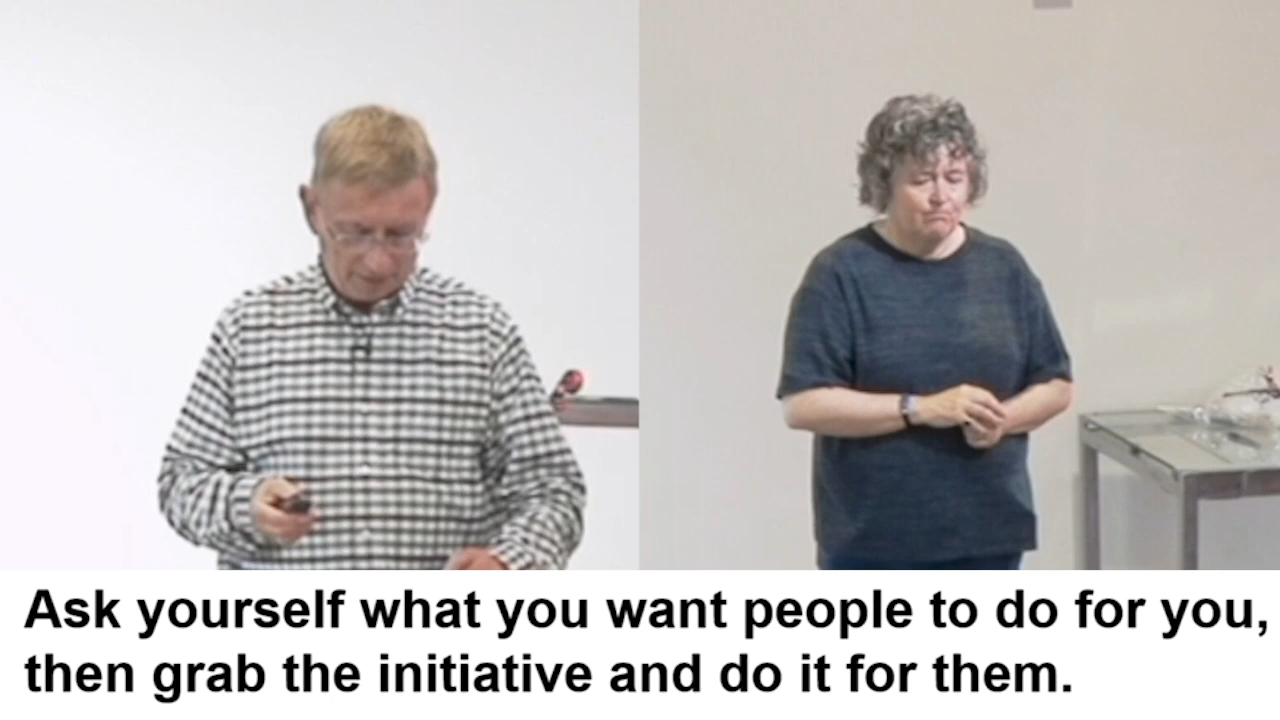 Ask yourself what you want people to do for you,
then grab the initiative and do it for them.